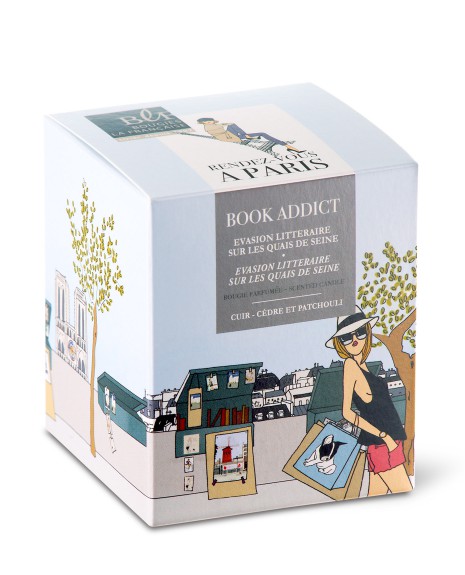 BLF
BOUGIE
LA FRANÇAISE
RENDEZ-VOUS
A PARIS
BOOK ADDICT
EVASION LITTERAIRE
SUR LES QUAIS DE SEINE
•
EVASION LITTERAIRE
SUR LES QUAIS DE SEINE
BOUGIE PARFUMÉE - SCENTED CANDLE
CUIR - CÈDRE ET PATCHOULI